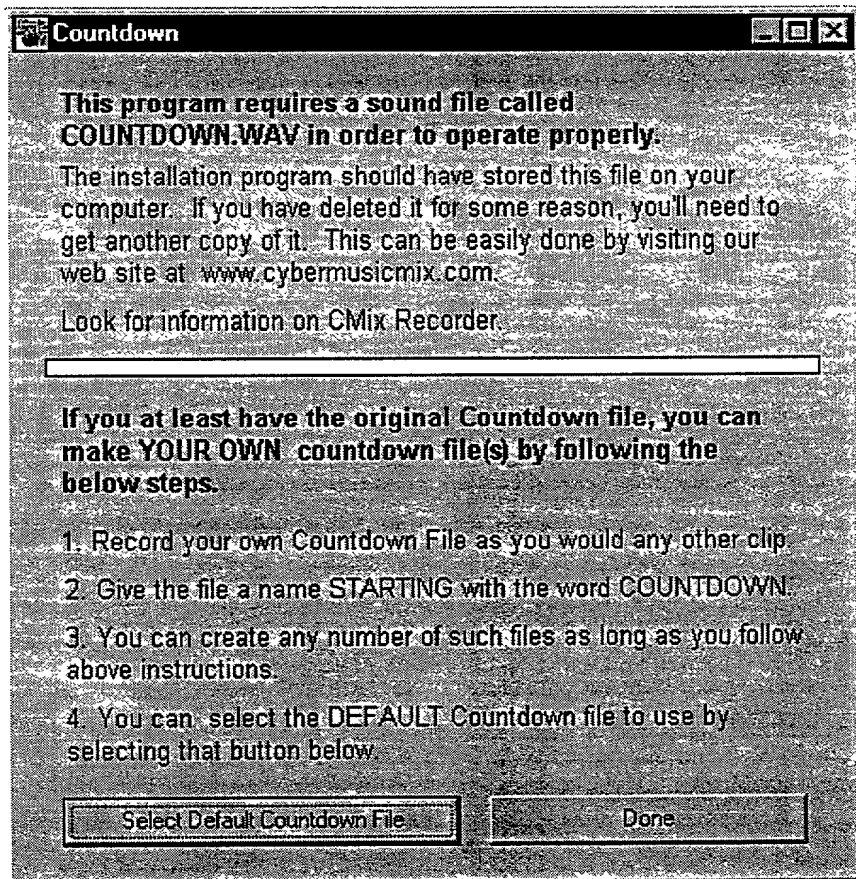 Countdown
This program requires a sound file called
COUNTDOWN.WAV in order to operate properly.
The installation program should have stored this file on your
computer. If you have deleted it for some reason, you'll need to
get another copy of it. This can be easily done by visiting our
web site at www.cybermusicmix.com.
Look for information on CMix Recorder.
If you at least have the original Countdown file, you can
make YOUR OWN countdown file(s) by following the
below steps.
1. Record your own Countdown File as you would any other clip.
2. Give the file a name STARTING with the word COUNTDOWN.
3. You can create any number of such files as long as you follow
above instructions.
4. You can select the DEFAULT Countdown file to use by
selecting that button below.
Select Default Countdown File
Done